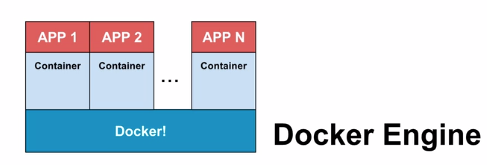 APP 1 APP 2 APP N
Container Container ... Container
Docker!
Docker Engine